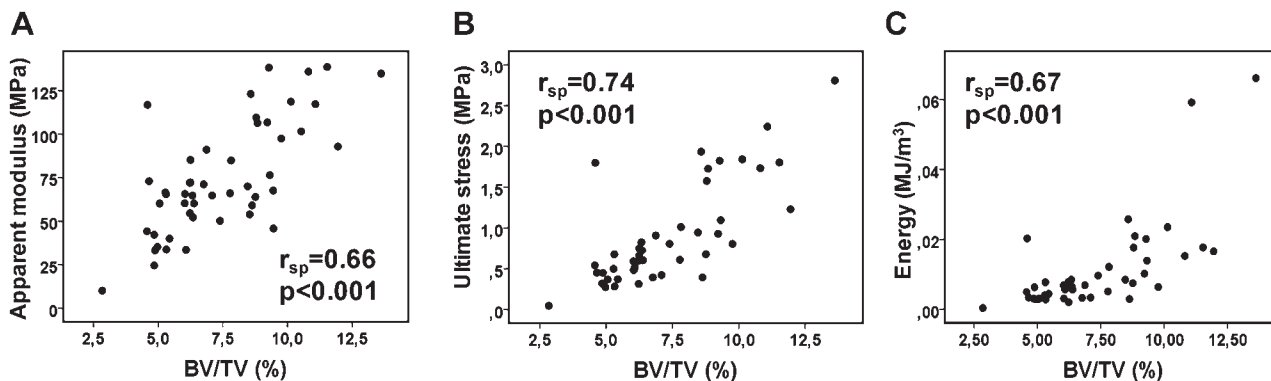 A
Apparent modulus (MPa)
125
100
75
50
25
0
r_sp=0.66
p<0.001
2,5 5,0 7,5 10,0 12,5
BV/TV (%)
B
Ultimate stress (MPa)
3,0
2,5
2,0
1,5
1,0
,5
,0
r_sp=0.74
p<0.001
2,5 5,0 7,5 10,0 12,5
BV/TV (%)
C
Energy (MJ/m³)
,06
,04
,02
,00
r_sp=0.67
p<0.001
2,50 5,00 7,50 10,00 12,50
BV/TV (%)